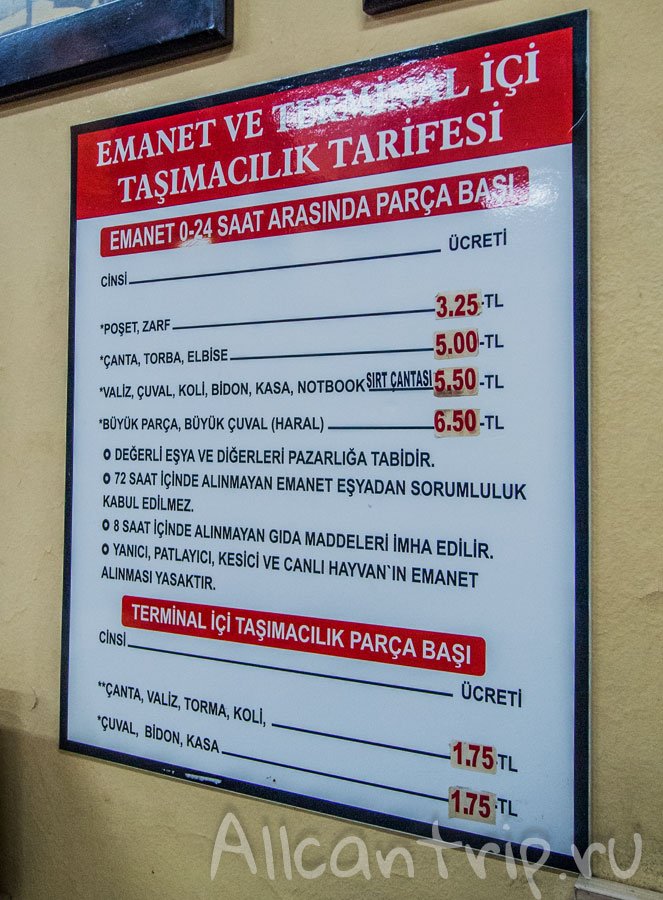 EMANET VE TERMİNAL İÇİ
TAŞIMACILIK TARİFESİ
EMANET 0-24 SAAT ARASINDA PARÇA BAŞI
CİNSİ ÜCRETİ
*POŞET, ZARF 3.25-TL
*ÇANTA, TORBA, ELBİSE 5.00-TL
*VALİZ, ÇUVAL, KOLİ, BİDON, KASA, NOTBOOK SIRT ÇANTASI 5.50-TL
*BÜYÜK PARÇA, BÜYÜK ÇUVAL (HARAL) 6.50-TL
DEĞERLİ EŞYA VE DİĞERLERİ PAZARLIĞA TABİDİR.
72 SAAT İÇİNDE ALINMAYAN EMANET EŞYADAN SORUMLULUK
KABUL EDİLMEZ.
8 SAAT İÇİNDE ALINMAYAN GIDA MADDELERİ İMHA EDİLİR.
YANICI, PATLAYICI, KESİCİ VE CANLI HAYVAN`IN EMANET
ALINMASI YASAKTIR.
TERMİNAL İÇİ TAŞIMACILIK PARÇA BAŞI
CİNSİ ÜCRETİ
**ÇANTA, VALİZ, TORMA, KOLİ, 1.75-TL
*ÇUVAL, BİDON, KASA 1.75-TL
Allcantrip.ru